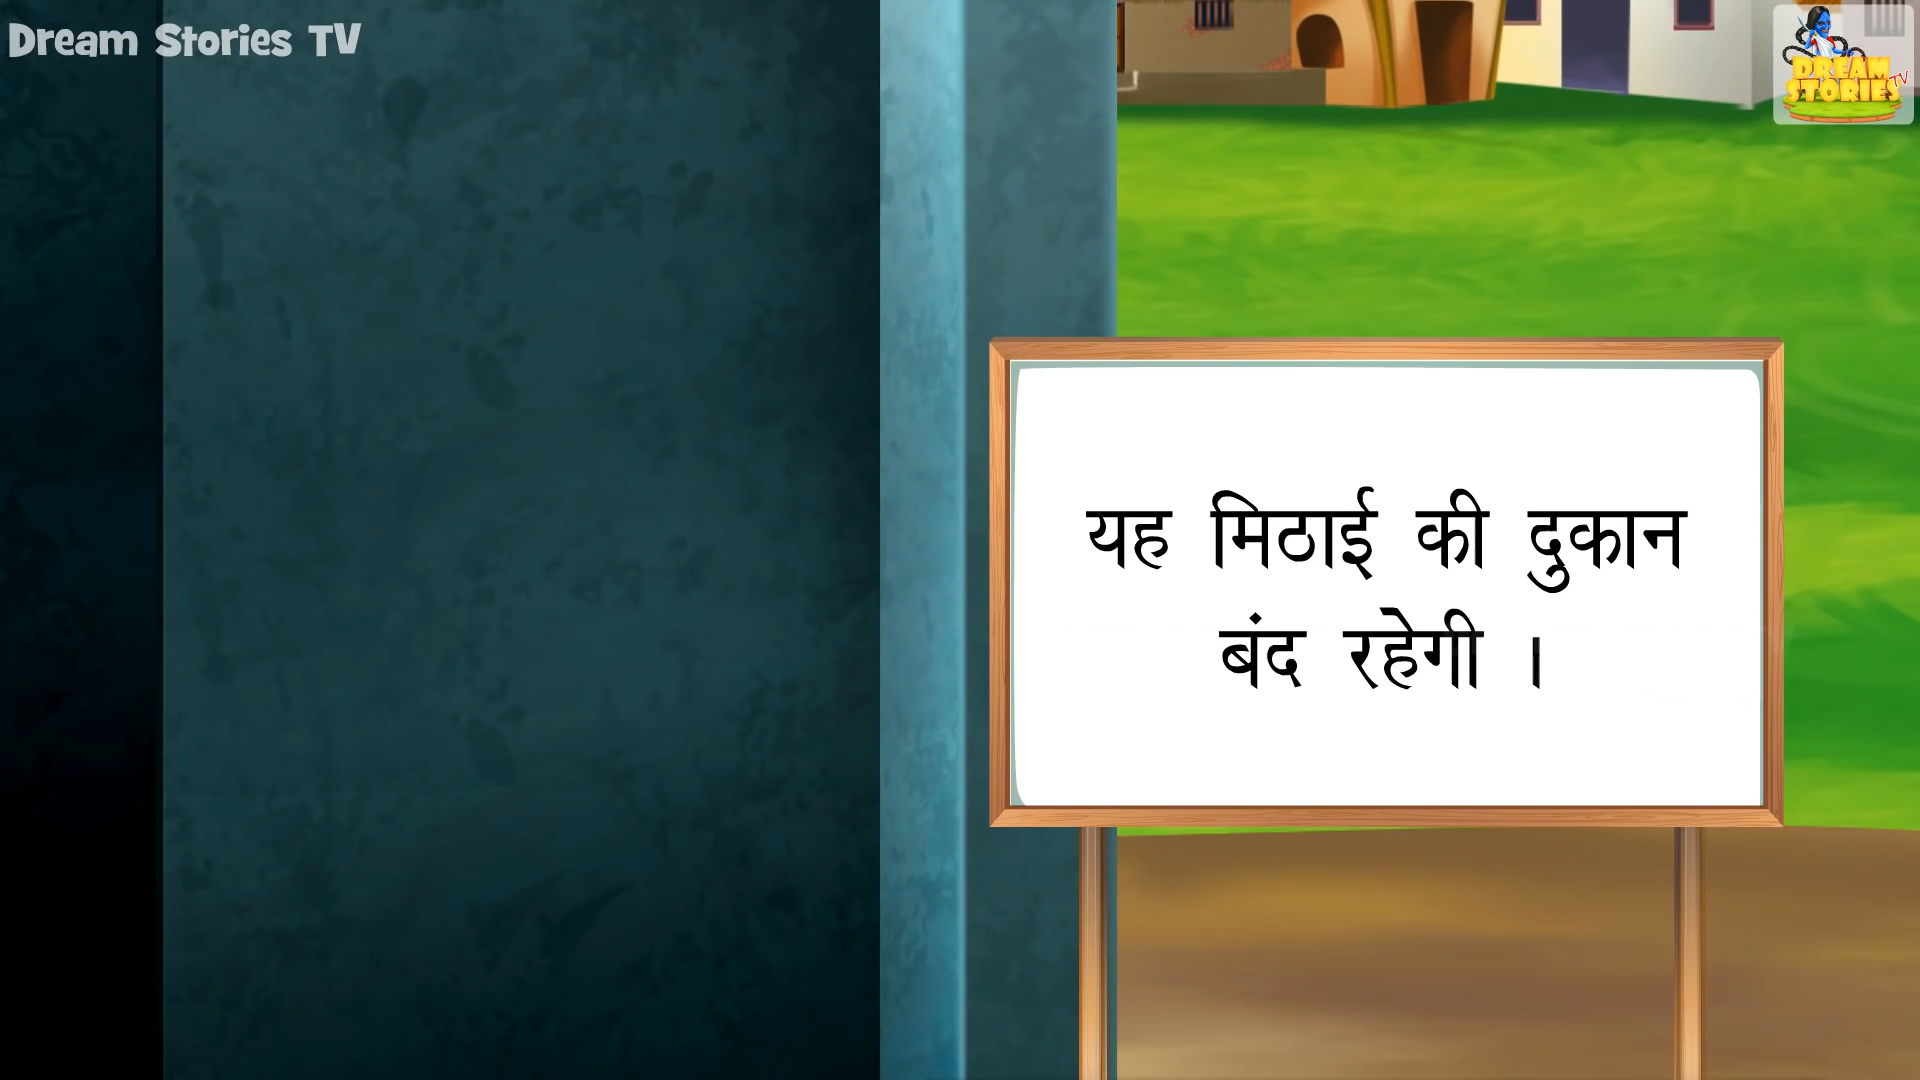 Dream Stories TV
DREAM
STORIES TV
यह मिठाई की दुकान
बंद रहेगी ।